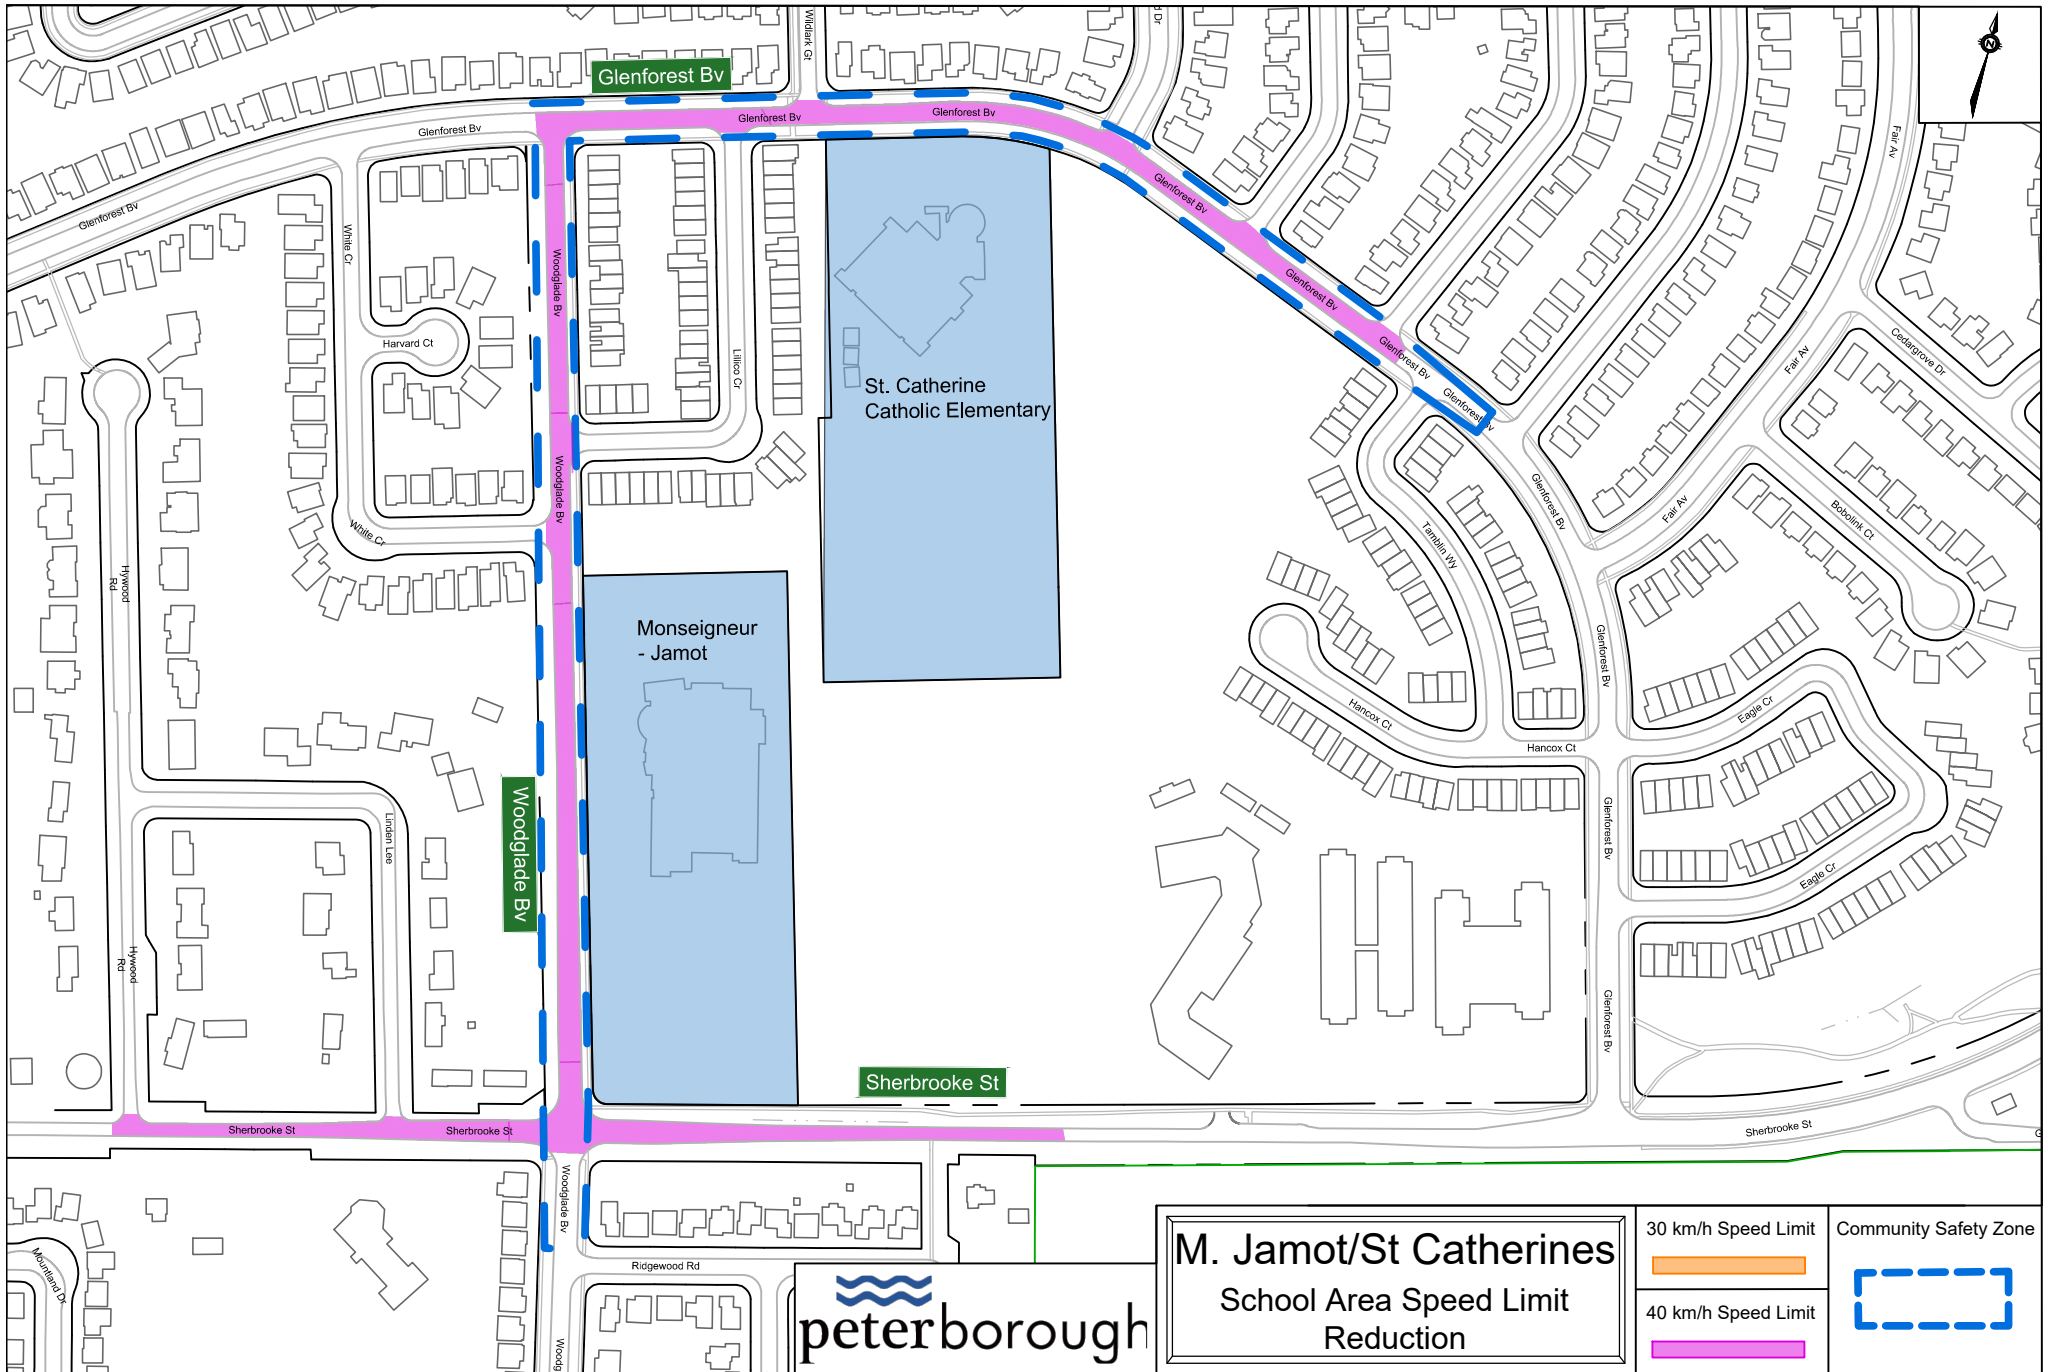 Wildlark Gt
d Dr
N
Glenforest Bv
Glenforest Bv
Glenforest Bv
Glenforest Bv
Glenforest Bv
Fair Av
Glenforest Bv
White Cr
Woodglade Bv
Glenforest Bv
Harvard Ct
Lillico Cr
Glenforest Bv
Glenforest Bv
Fair Av
Cedargrove Dr
St. Catherine
Catholic Elementary
Woodglade Bv
Glenforest Bv
Fair Av
Bobolink Ct
White Cr
Tamblin Wy
Hywood
Rd
Monseigneur
- Jamot
Glenforest Bv
Hancox Ct
Eagle Cr
Hancox Ct
Woodglade Bv
Linden Lee
Glenforest Bv
Eagle Cr
Hywood
Rd
Glenforest Bv
Sherbrooke St
Sherbrooke St
Sherbrooke St
Sherbrooke St
G
Woodglade Bv
Mountland Dr
Ridgewood Rd
Woodg
peterborough
M. Jamot/St Catherines
School Area Speed Limit
Reduction
30 km/h Speed Limit
40 km/h Speed Limit
Community Safety Zone